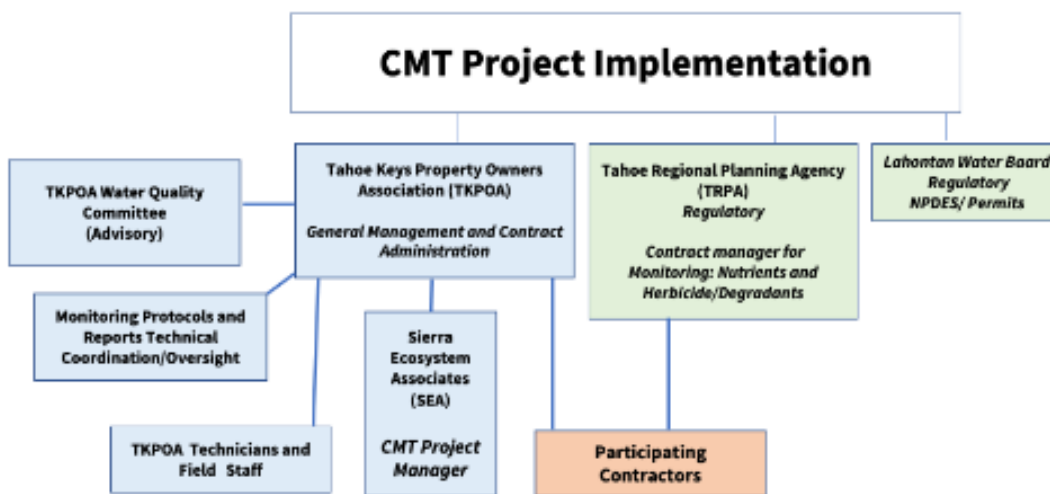 CMT Project Implementation
TKPOA Water Quality
Committee
(Advisory)
Tahoe Keys Property Owners
Association (TKPOA)
General Management and Contract
Administration
Tahoe Regional Planning Agency
(TRPA)
Regulatory
Contract manager for
Monitoring: Nutrients and
Herbicide/Degradants
Lahontan Water Board
Regulatory
NPDES/ Permits
Monitoring Protocols and
Reports Technical
Coordination/Oversight
Sierra
Ecosystem
Associates
(SEA)
CMT Project
Manager
TKPOA Technicians and
Field Staff
Participating
Contractors